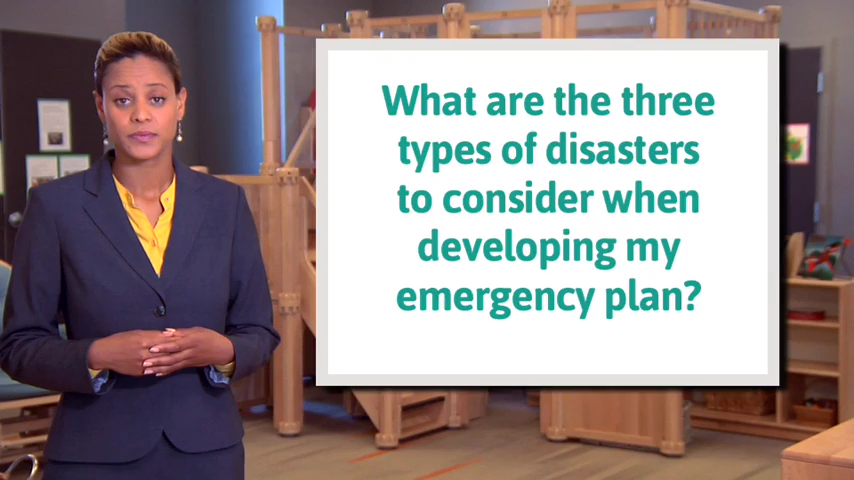 What are the three
types of disasters
to consider when
developing my
emergency plan?